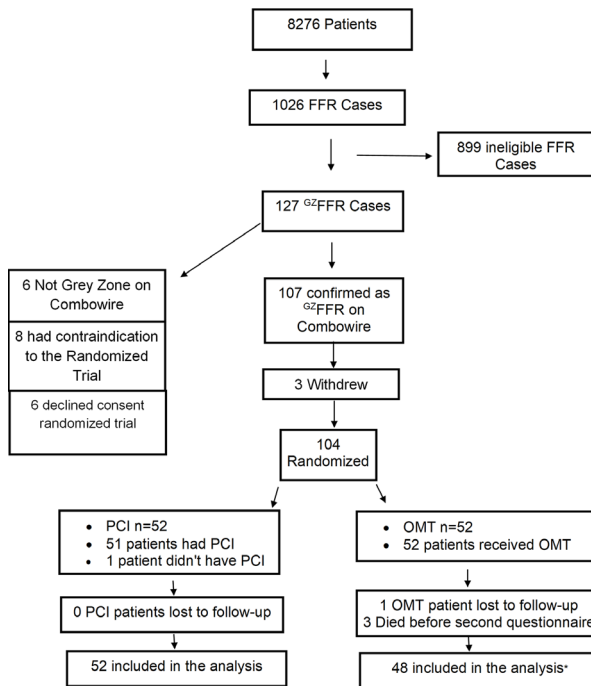 8276 Patients
1026 FFR Cases
899 ineligible FFR
Cases
127 GZFFR Cases
6 Not Grey Zone on
Combowire
8 had contraindication
to the Randomized
Trial
6 declined consent
randomized trial
107 confirmed as
GZFFR on
Combowire
3 Withdrew
104
Randomized
• PCI n=52
• 51 patients had PCI
• 1 patient didn't have PCI
• OMT n=52
• 52 patients received OMT
0 PCI patients lost to follow-up
1 OMT patient lost to follow-up
3 Died before second questionnaire
52 included in the analysis
48 included in the analysis*